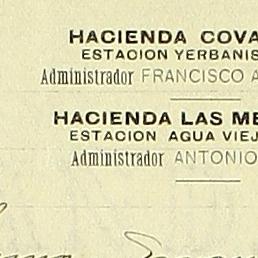 HACIENDA COVA
ESTACION YERBANIS
Administrador FRANCISCO A
HACIENDA LAS ME
ESTACION AGUA VIEJ
Administrador ANTONIO